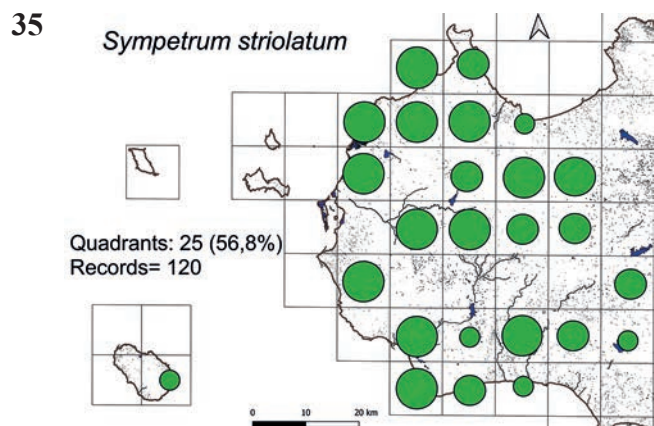 35
Sympetrum striolatum
Quadrants: 25 (56,8%)
Records= 120
0 10 20 km